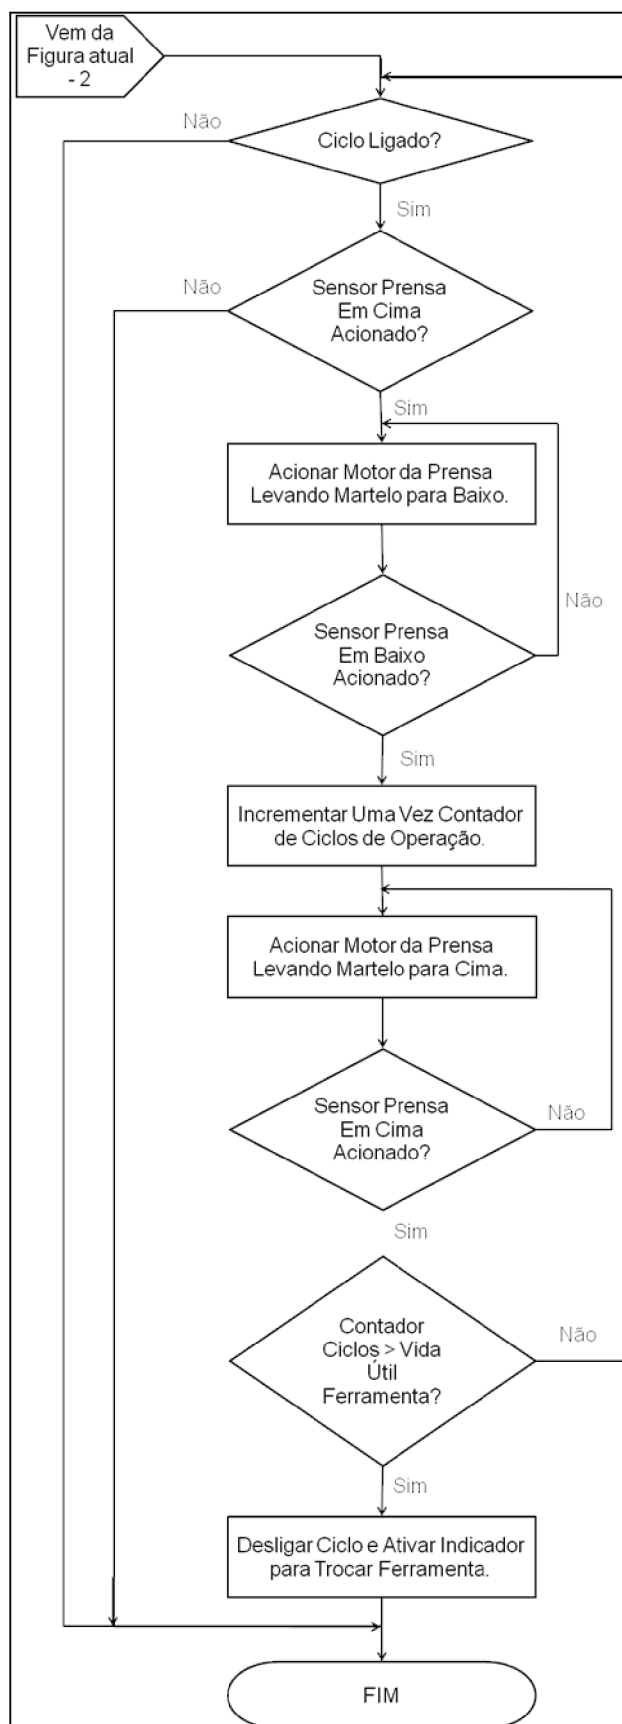 Vem da
Figura atual
- 2
Não
Ciclo Ligado?
Sim
Não
Sensor Prensa
Em Cima
Acionado?
Sim
Acionar Motor da Prensa
Levando Martelo para Baixo.
Não
Sensor Prensa
Em Baixo
Acionado?
Sim
Incrementar Uma Vez Contador
de Ciclos de Operação.
Acionar Motor da Prensa
Levando Martelo para Cima.
Sensor Prensa
Em Cima
Acionado?
Não
Sim
Contador
Ciclos > Vida
Útil
Ferramenta?
Não
Sim
Desligar Ciclo e Ativar Indicador
para Trocar Ferramenta.
FIM